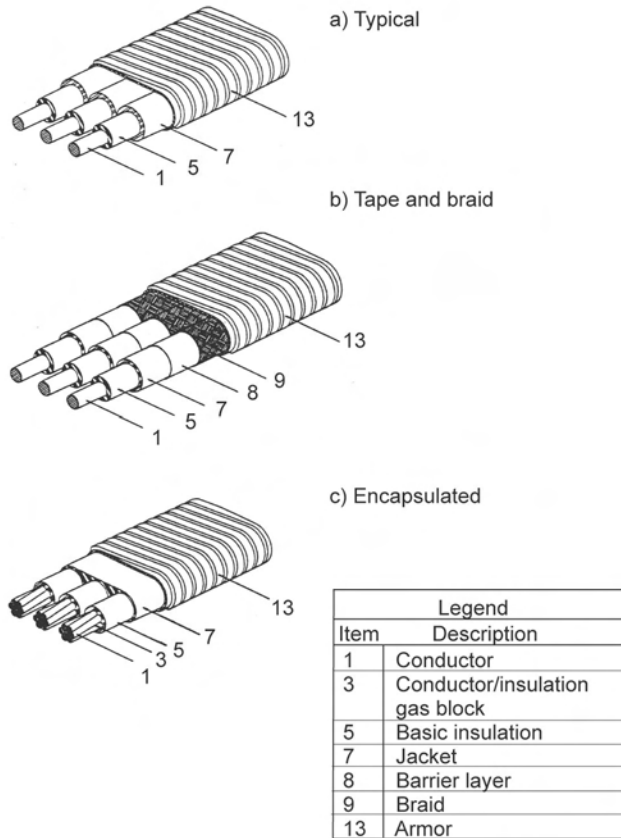 a) Typical
13
7
5
1
b) Tape and braid
13
9
8
7
5
1
c) Encapsulated
13
7
5
3
1
Legend
Item Description
1 Conductor
3 Conductor/insulation
gas block
5 Basic insulation
7 Jacket
8 Barrier layer
9 Braid
13 Armor